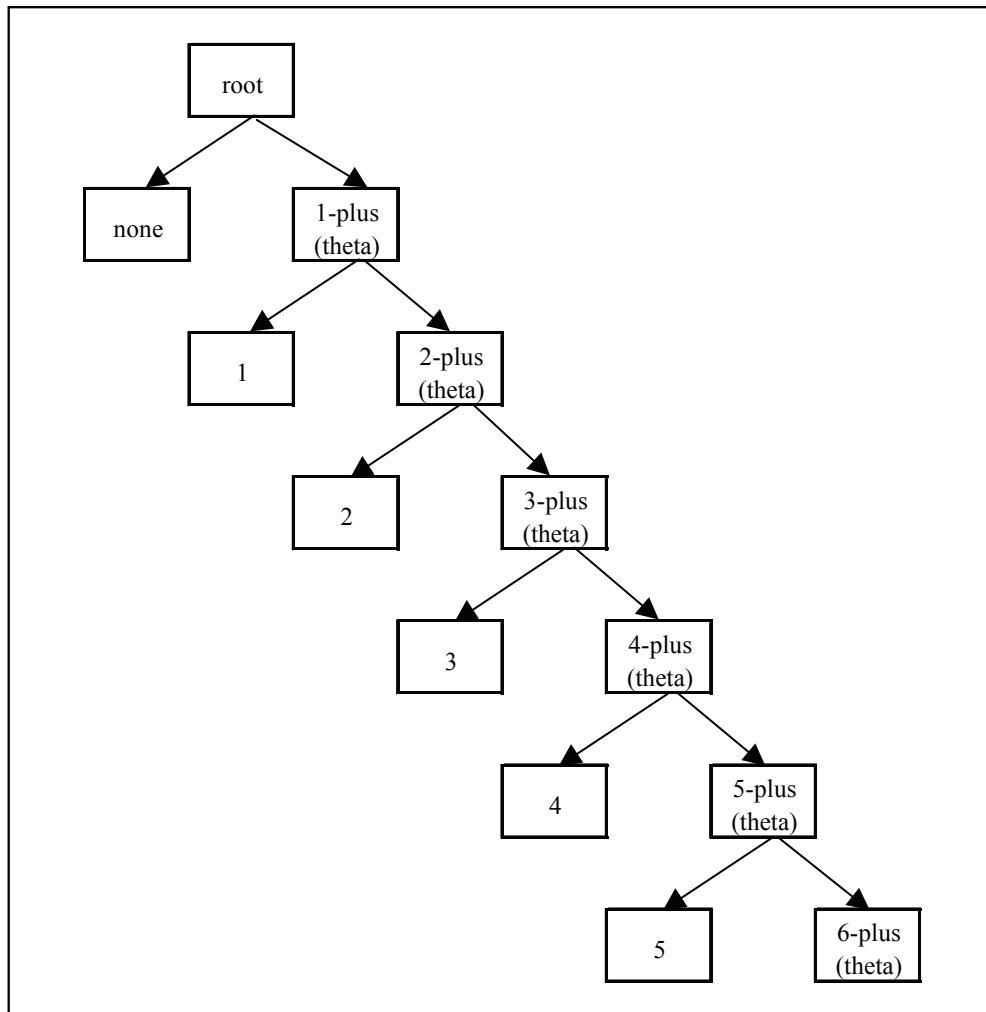 root
none
1-plus
(theta)
1
2-plus
(theta)
2
3-plus
(theta)
3
4-plus
(theta)
4
5-plus
(theta)
5
6-plus
(theta)